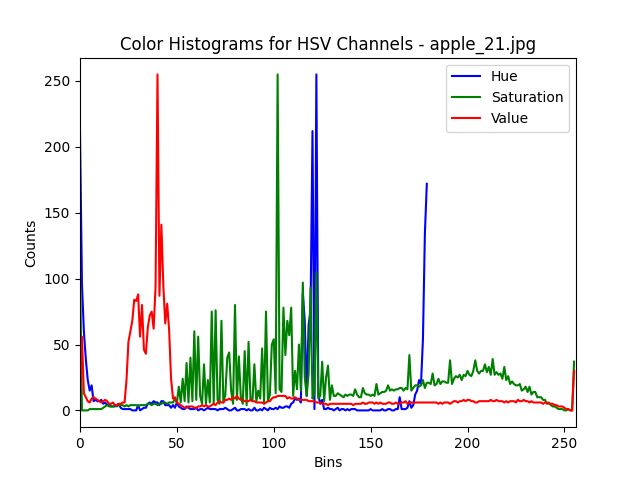 Color Histograms for HSV Channels - apple_21.jpg
Hue
Saturation
Value
Counts
250
200
150
100
50
0
0 50 100 150 200 250
Bins